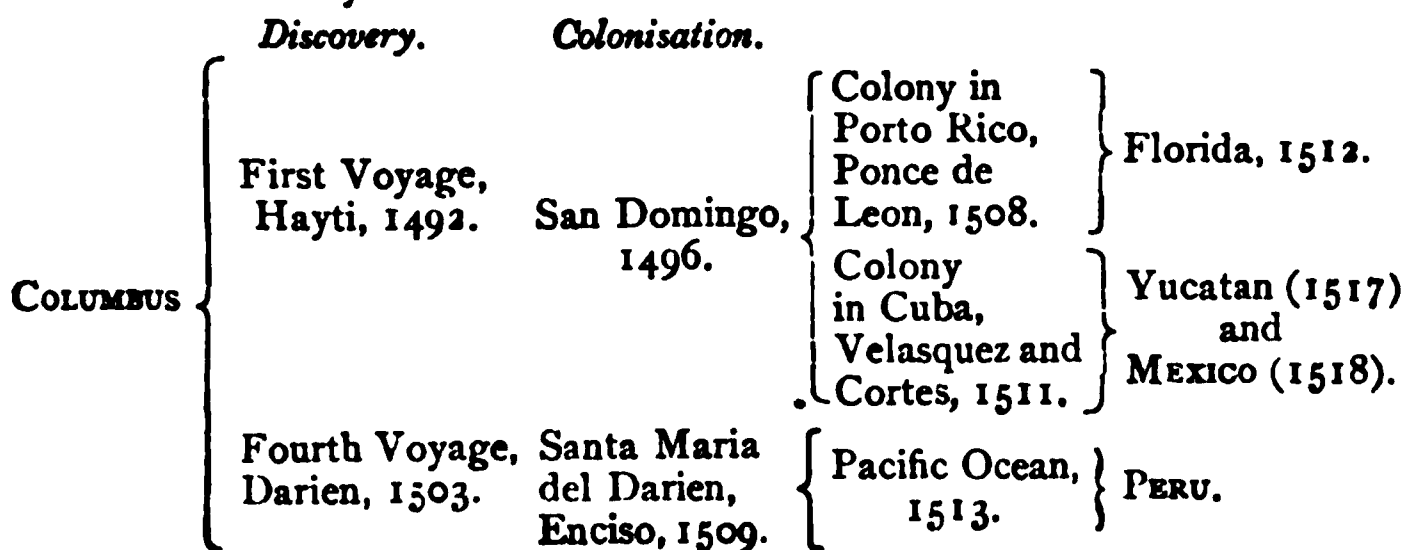 Discovery. Colonisation.
First Voyage,
Hayti, 1492.
San Domingo,
1496.
Colony in
Porto Rico,
Ponce de
Leon, 1508.
Florida, 1512.
Colony
in Cuba,
Velasquez and
Cortes, 1511.
Yucatan (1517)
and
MEXICO (1518).
COLUMBUS
Fourth Voyage,
Darien, 1503.
Santa Maria
del Darien,
Enciso, 1509.
Pacific Ocean,
1513.
PERU.